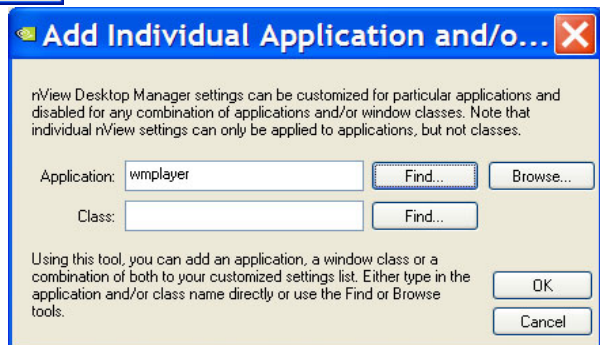 Add Individual Application and/o...
nView Desktop Manager settings can be customized for particular applications and
disabled for any combination of applications and/or window classes. Note that
individual nView settings can only be applied to applications, but not classes.
Application: wmplayer Find... Browse...
Class: Find...
Using this tool, you can add an application, a window class or a
combination of both to your customized settings list. Either type in the
application and/or class name directly or use the Find or Browse
tools.
OK
Cancel